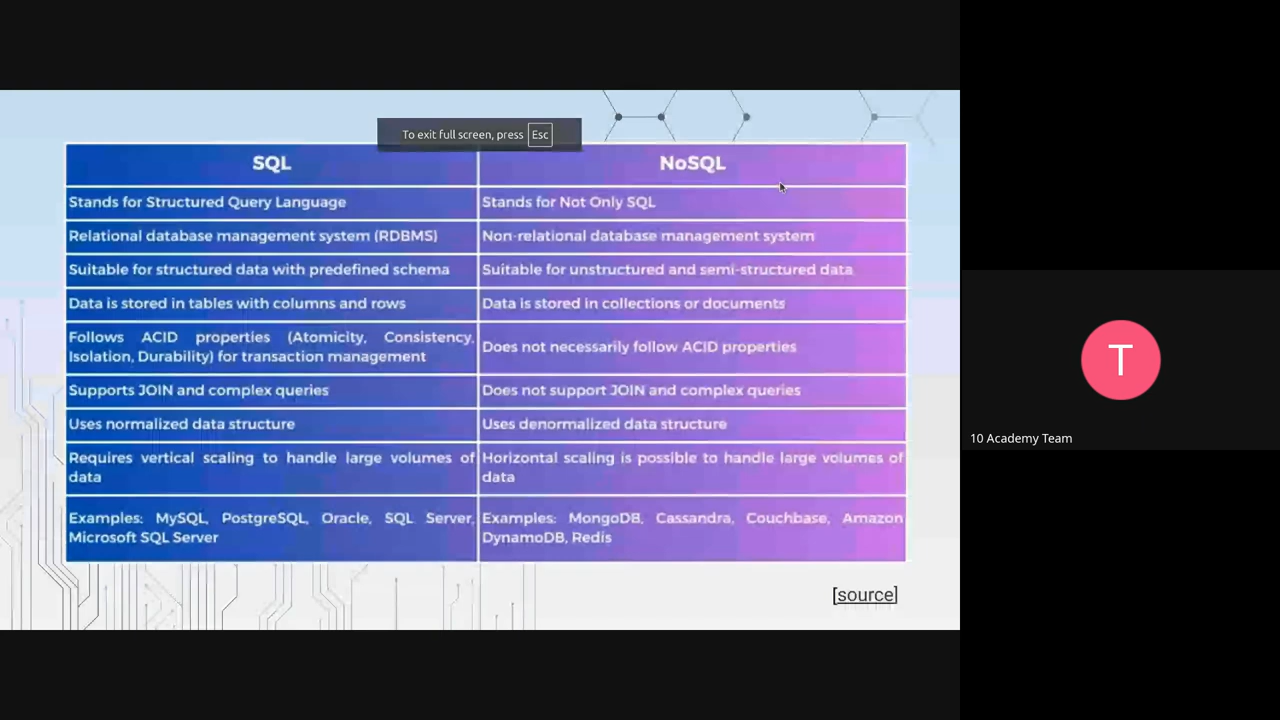 To exit full screen, press Esc
SQL
NoSQL
Stands for Structured Query Language
Stands for Not Only SQL
Relational database management system (RDBMS)
Non-relational database management system
Suitable for structured data with predefined schema
Suitable for unstructured and semi-structured data
Data is stored in tables with columns and rows
Data is stored in collections or documents
Follows ACID properties (Atomicity, Consistency,
Isolation, Durability) for transaction management
Does not necessarily follow ACID properties
Supports JOIN and complex queries
Does not support JOIN and complex queries
Uses normalized data structure
Uses denormalized data structure
Requires vertical scaling to handle large volumes of
data
Horizontal scaling is possible to handle large volumes of
data
Examples: MySQL, PostgreSQL, Oracle, SQL Server,
Microsoft SQL Server
Examples: MongoDB, Cassandra, Couchbase, Amazon
DynamoDB, Redis
[source]
T
10 Academy Team